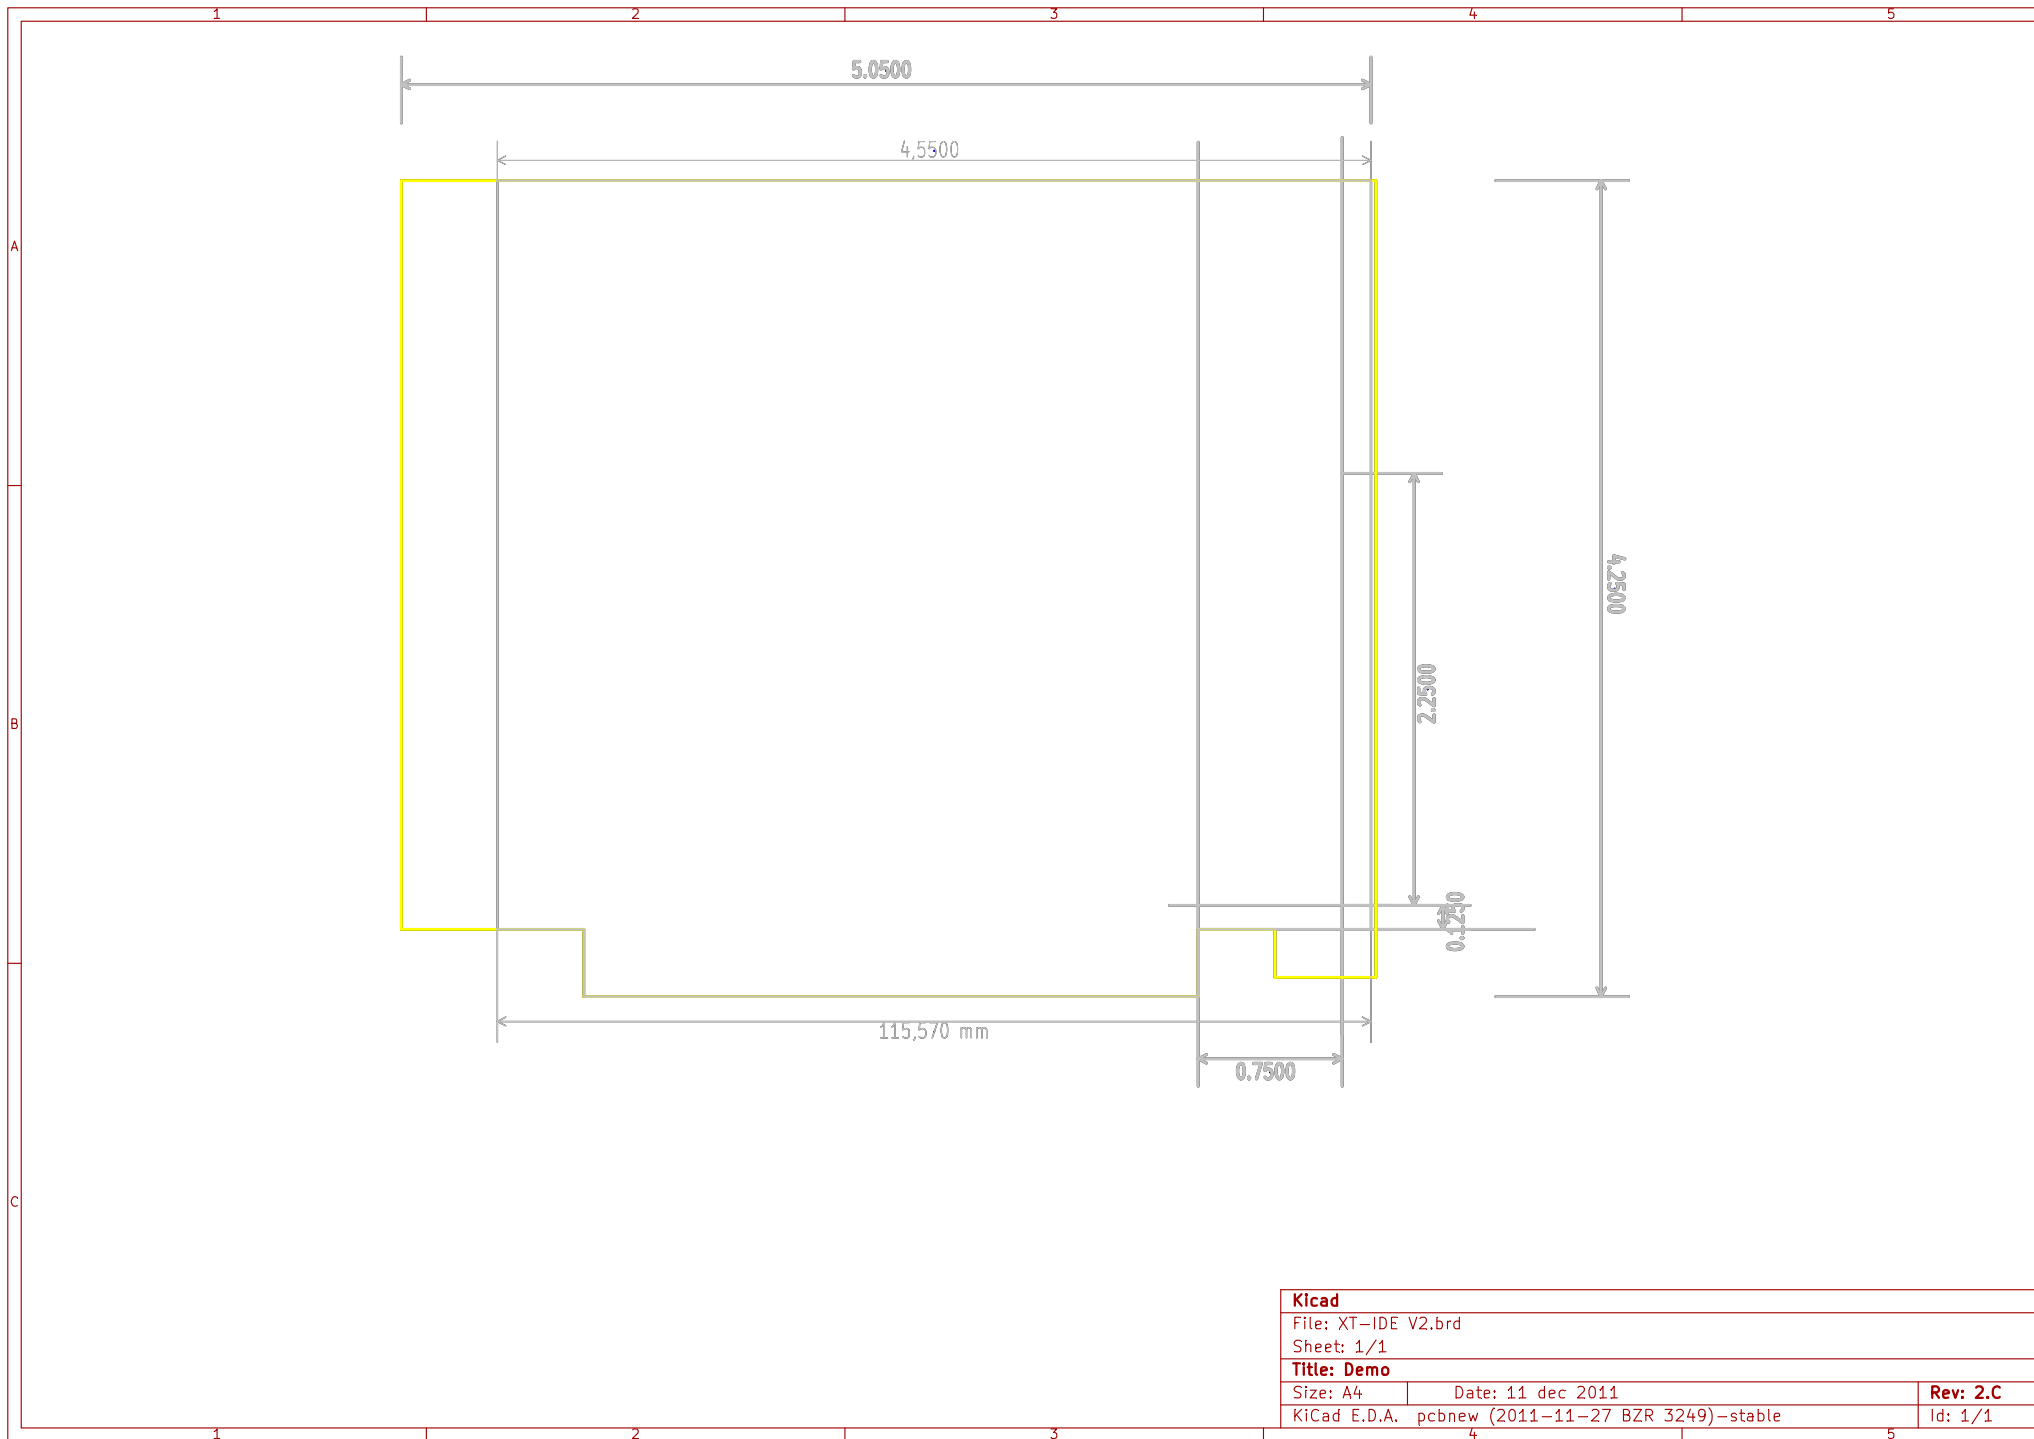 1 2 3 4 5
5.0500
4,5500
A
4.2500
2.2500
B
0.1250
115,570 mm
0.7500
C
Kicad
File: XT-IDE V2.brd
Sheet: 1/1
Title: Demo
Size: A4 Date: 11 dec 2011 Rev: 2.C
KiCad E.D.A. pcbnew (2011-11-27 BZR 3249)-stable Id: 1/1
1 2 3 4 5